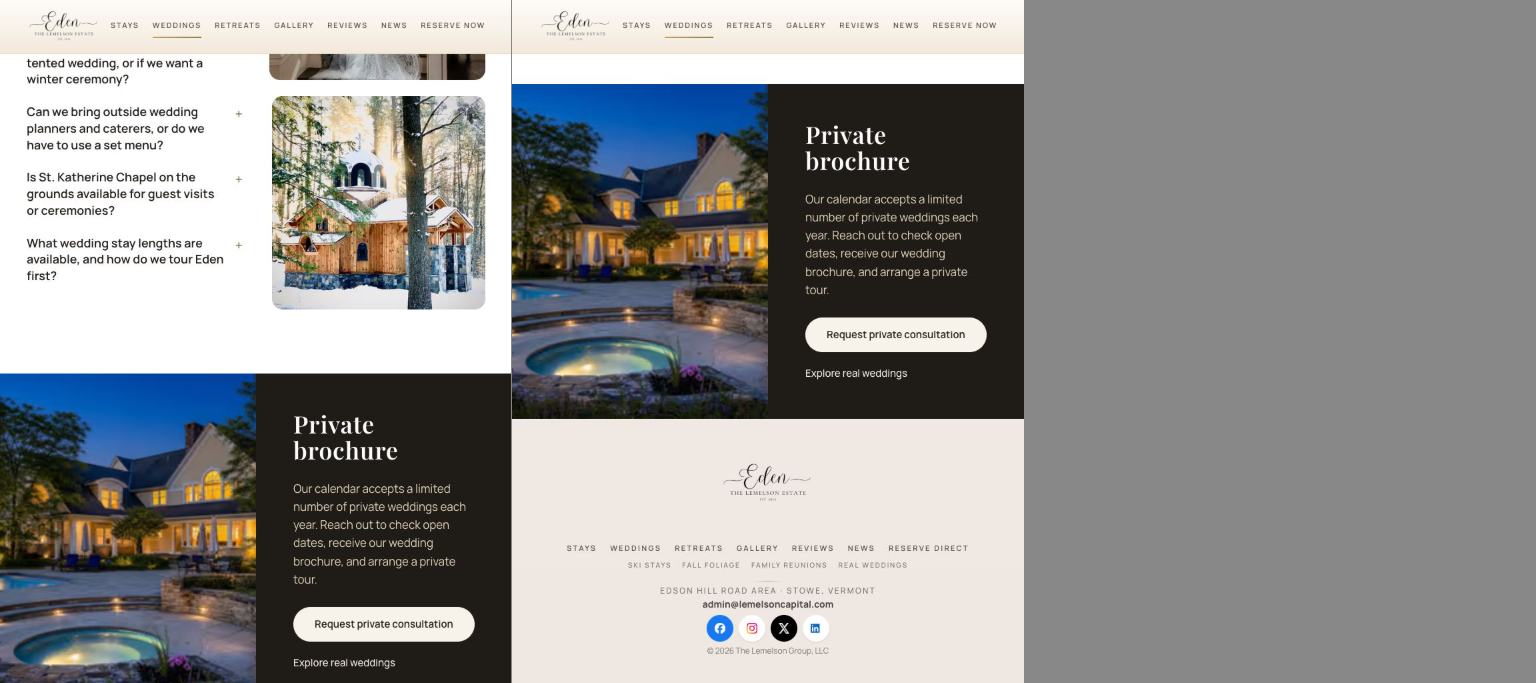 Eden
THE LEMELSON ESTATE
STAYS WEDDINGS RETREATS GALLERY REVIEWS NEWS RESERVE NOW
tented wedding, or if we want a
winter ceremony?
Can we bring outside wedding
planners and caterers, or do we
have to use a set menu?
+
Is St. Katherine Chapel on the
grounds available for guest visits
or ceremonies?
+
What wedding stay lengths are
available, and how do we tour Eden
first?
+
Private
brochure
Our calendar accepts a limited
number of private weddings each
year. Reach out to check open
dates, receive our wedding
brochure, and arrange a private
tour.
Request private consultation
Explore real weddings
Eden
THE LEMELSON ESTATE
STAYS WEDDINGS RETREATS GALLERY REVIEWS NEWS RESERVE NOW
Private
brochure
Our calendar accepts a limited
number of private weddings each
year. Reach out to check open
dates, receive our wedding
brochure, and arrange a private
tour.
Request private consultation
Explore real weddings
Eden
THE LEMELSON ESTATE
STAYS WEDDINGS RETREATS GALLERY REVIEWS NEWS RESERVE DIRECT
SKI STAYS FALL FOLIAGE FAMILY REUNIONS REAL WEDDINGS
EDSON HILL ROAD AREA · STOWE, VERMONT
admin@lemelsoncapital.com
© 2026 The Lemelson Group, LLC